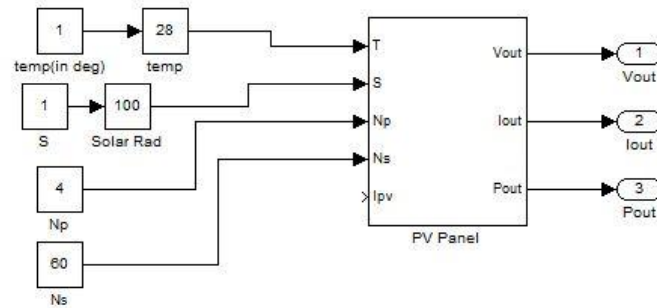 1
temp(in deg)
28
temp
1
S
100
Solar Rad
4
Np
60
Ns
T
S
Np
Ns
Ipv
Vout
Iout
Pout
PV Panel
1
Vout
2
Iout
3
Pout